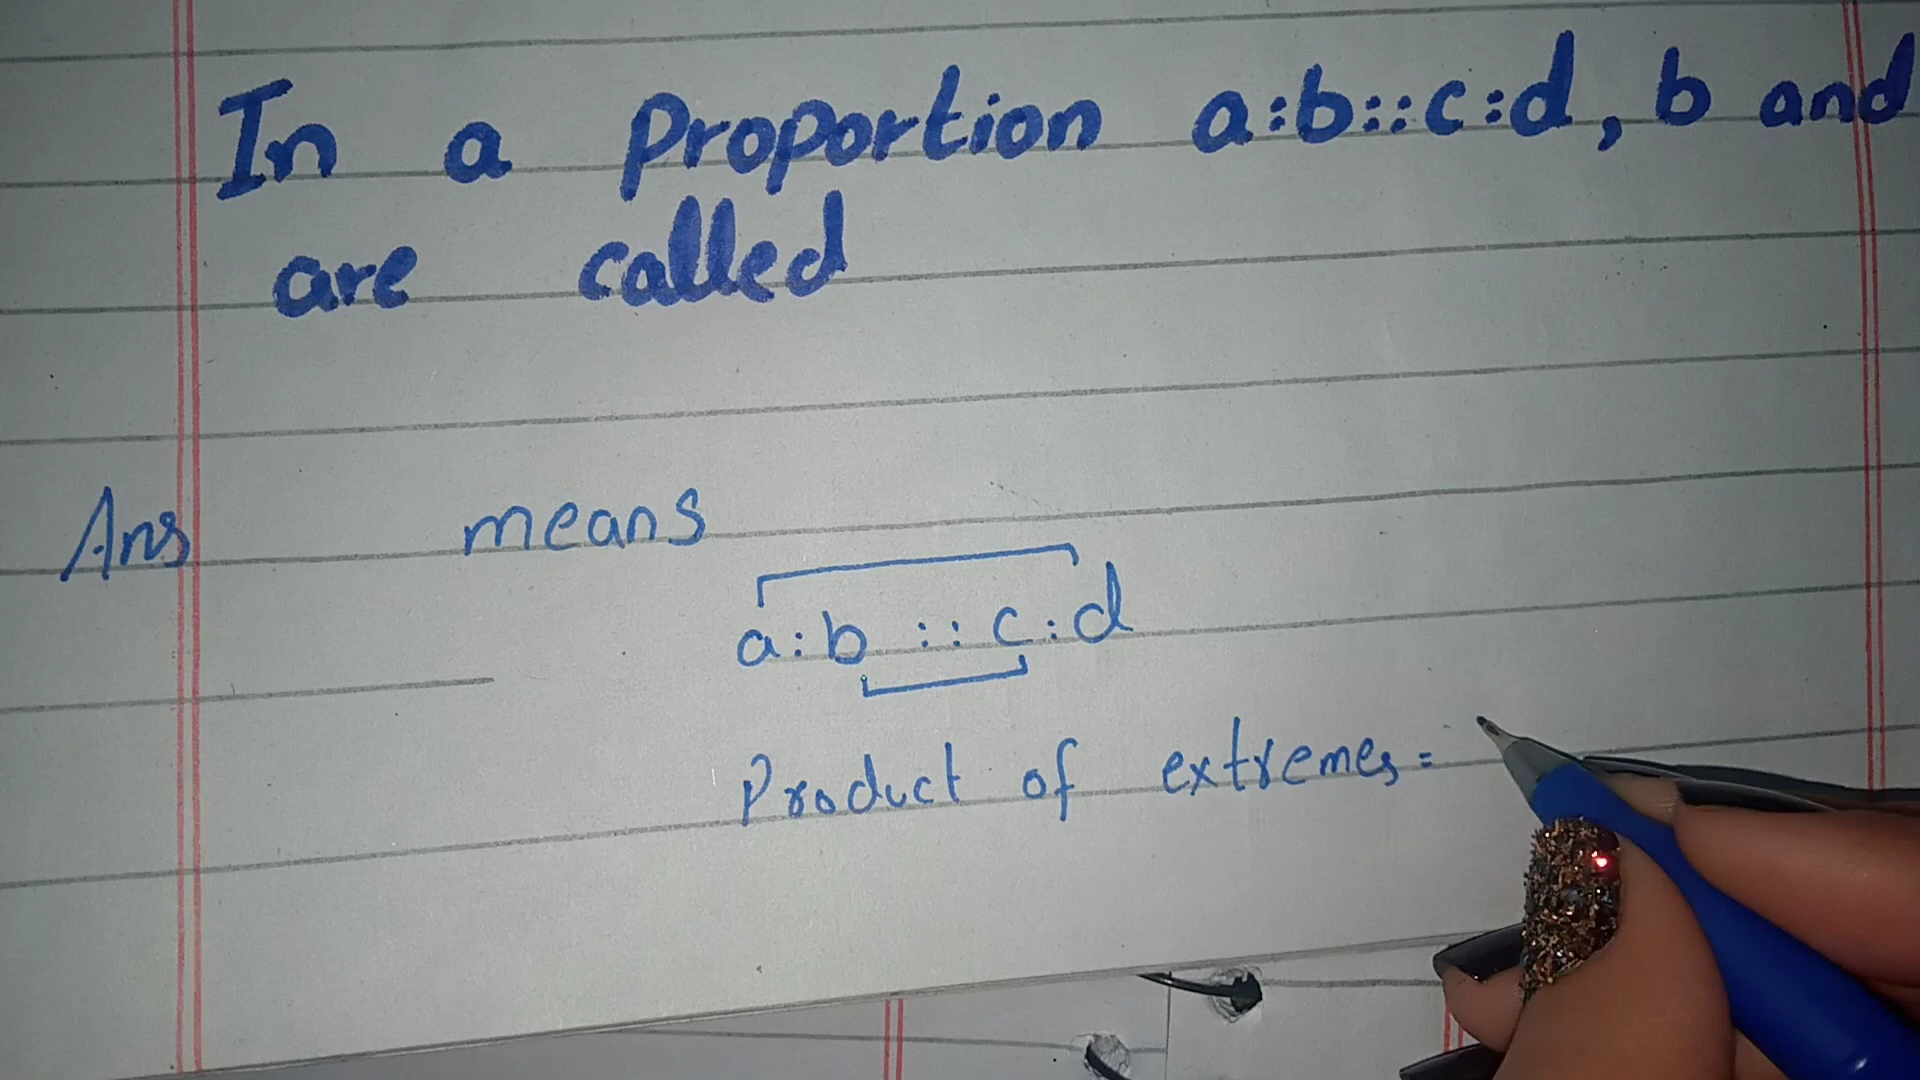 In a Proportion a:b::c:d, b and
are called
Ans means
a:b :: c:d
Product of extremes =